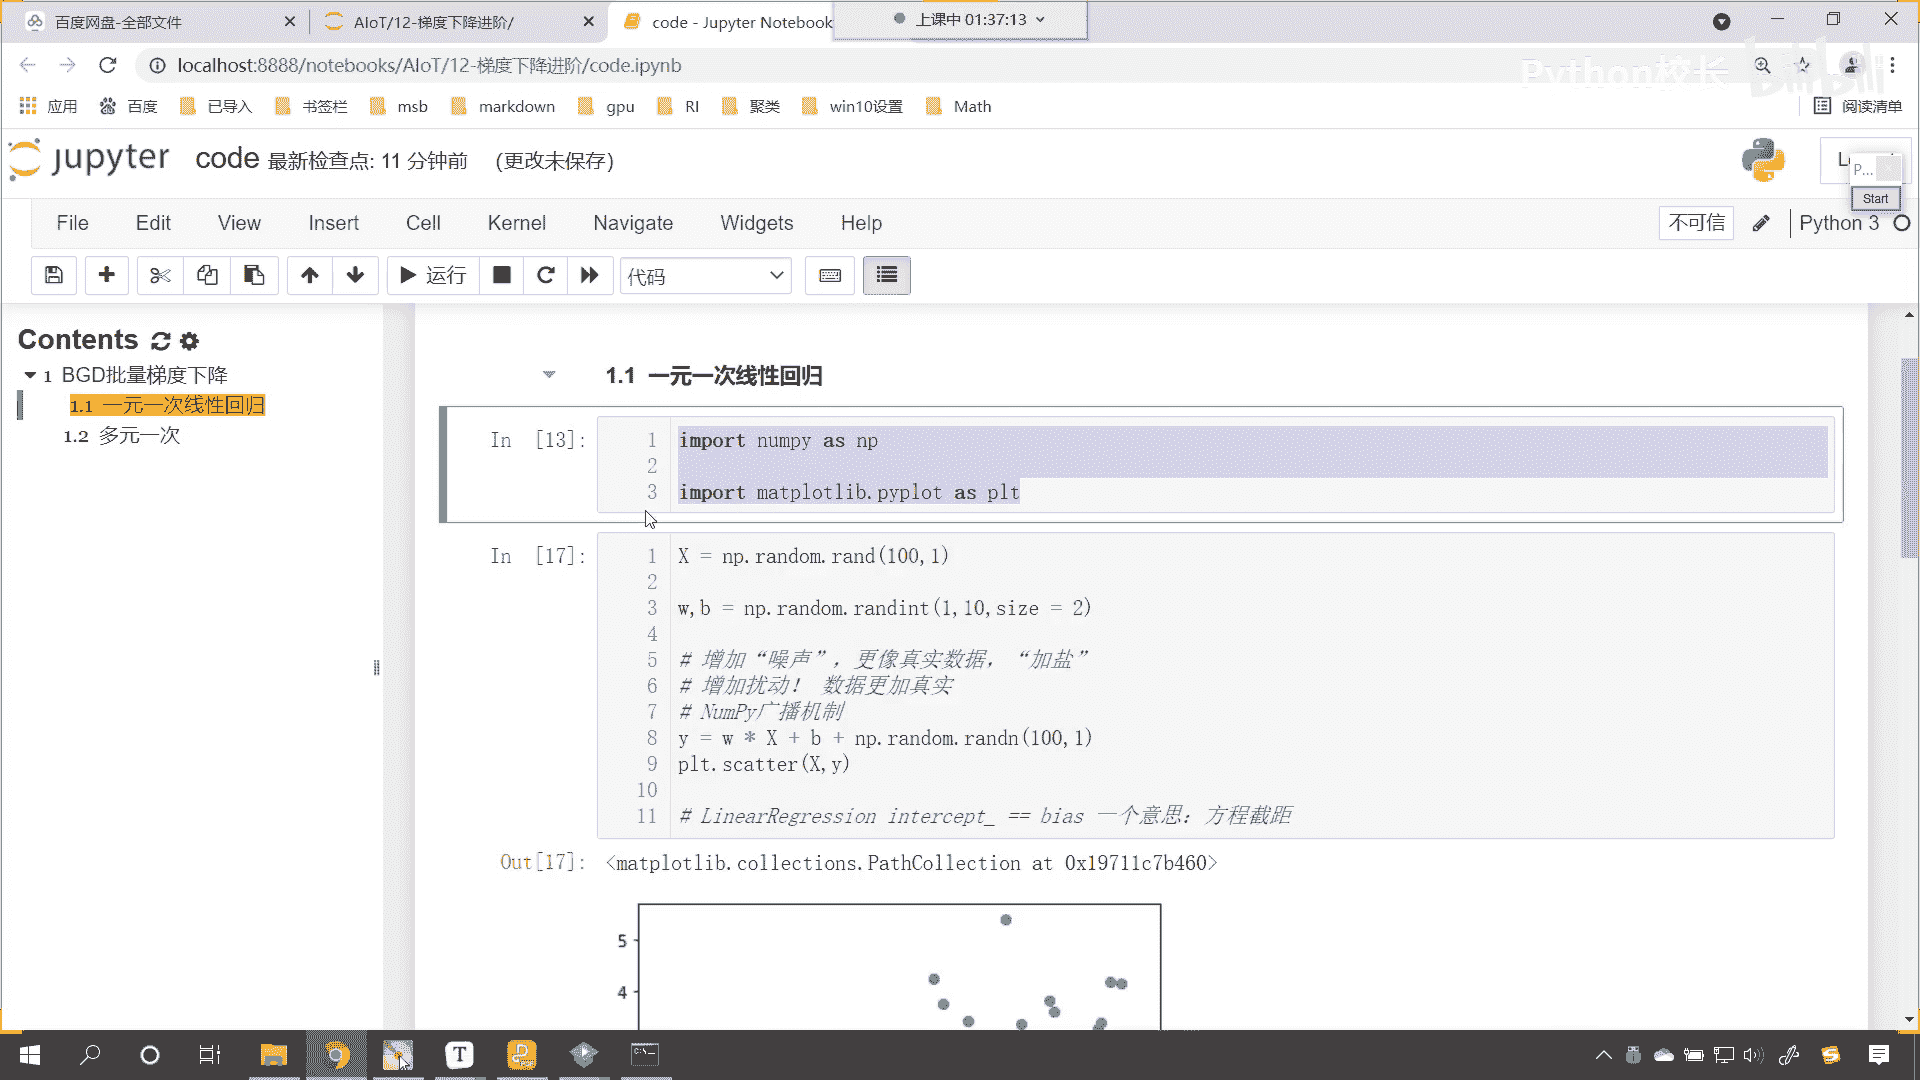 百度网盘-全部文件
AIoT/12-梯度下降进阶/
code - Jupyter Notebook
上课中 01:37:13
localhost:8888/notebooks/AIoT/12-梯度下降进阶/code.ipynb
Python校长
bilibili
应用
百度
已导入
书签栏
msb
markdown
gpu
RI
聚类
win10设置
Math
阅读清单
jupyter
code 最新检查点: 11 分钟前 (更改未保存)
P...
Start
File
Edit
View
Insert
Cell
Kernel
Navigate
Widgets
Help
不可信
Python 3
运行
代码
Contents
1 BGD批量梯度下降
1.1 一元一次线性回归
1.2 多元一次
1.1 一元一次线性回归
In [13]:
1 import numpy as np
2
3 import matplotlib.pyplot as plt
In [17]:
1 X = np.random.rand(100,1)
2
3 w,b = np.random.randint(1,10,size = 2)
4
5 # 增加“噪声”，更像真实数据，“加盐”
6 # 增加扰动！ 数据更加真实
7 # NumPy广播机制
8 y = w * X + b + np.random.randn(100,1)
9 plt.scatter(X,y)
10
11 # LinearRegression intercept_ == bias 一个意思：方程截距
Out[17]: <matplotlib.collections.PathCollection at 0x19711c7b460>
5
4